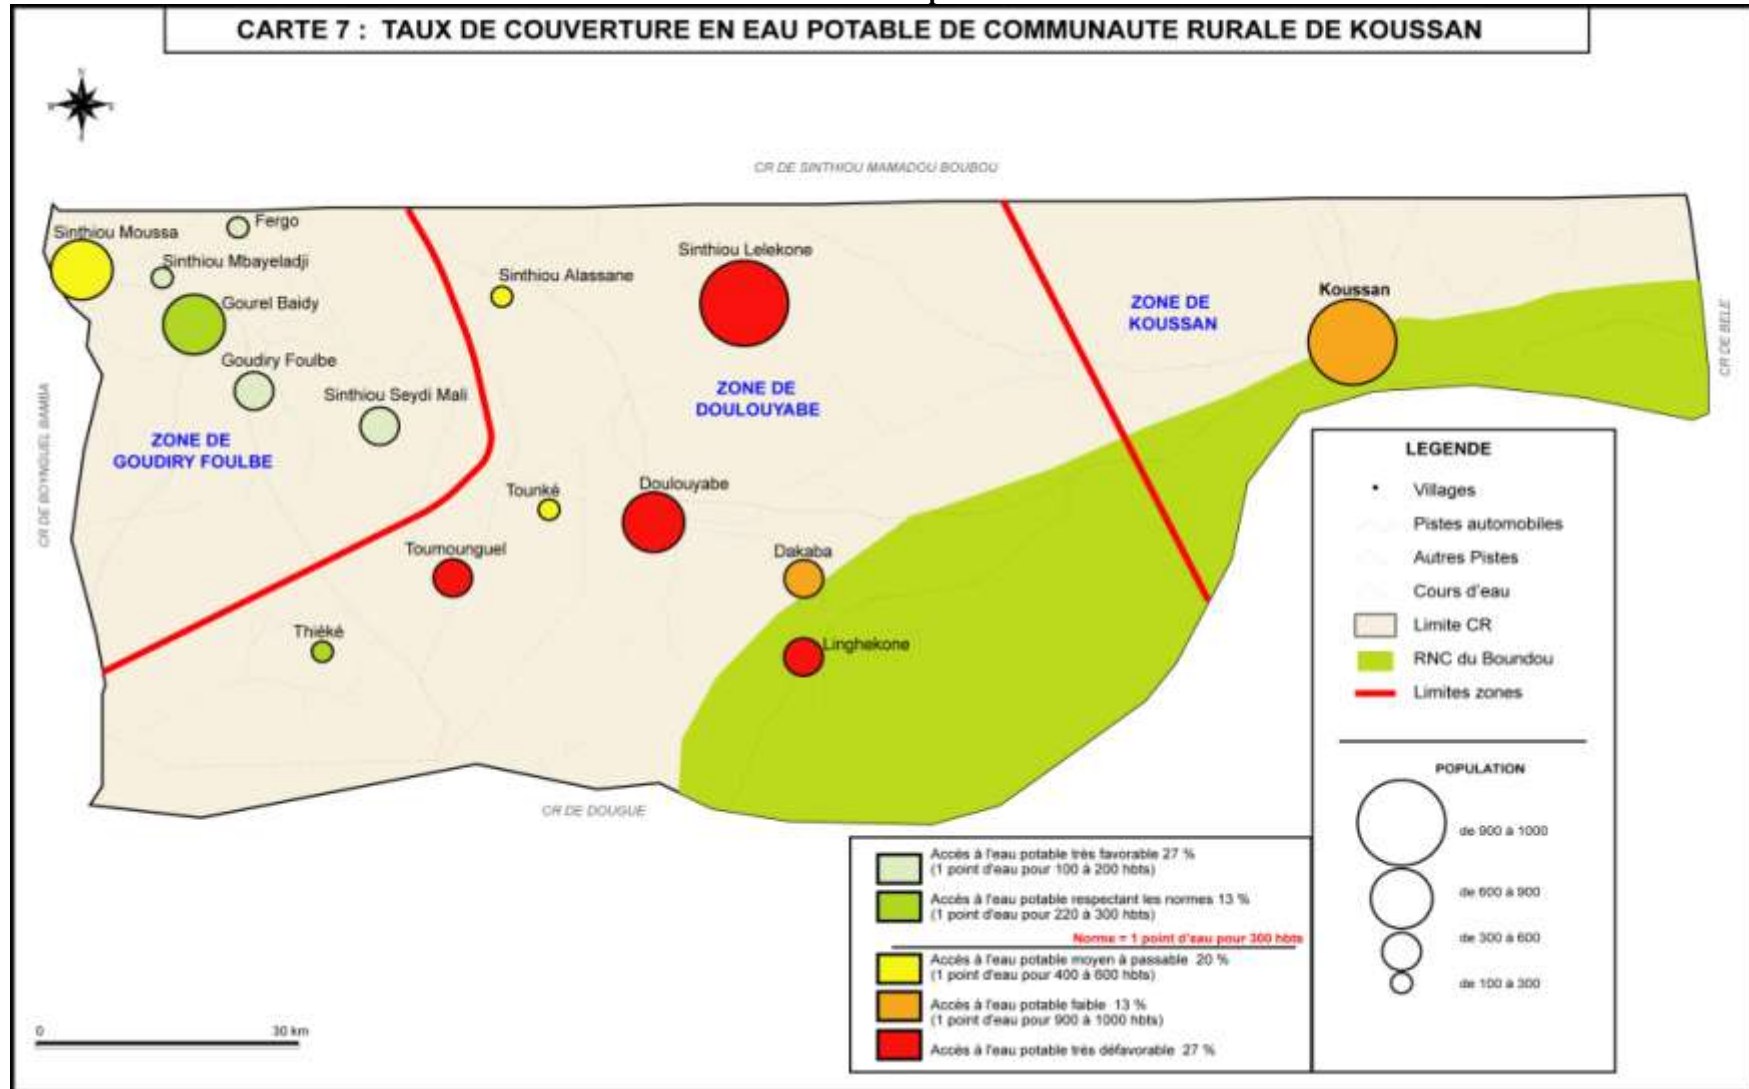 CARTE 7 : TAUX DE COUVERTURE EN EAU POTABLE DE COMMUNAUTE RURALE DE KOUSSAN
N
CR DE SINTHIOU MAMADOU BOUBOU
Fergo
Sinthiou Moussa
Sinthiou Mbayeladji
Sinthiou Alassane
Sinthiou Lelekone
Koussan
Gourel Baidy
ZONE DE
KOUSSAN
Goudiry Foulbe
Sinthiou Seydi Mali
ZONE DE
DOULOUYABE
ZONE DE
GOUDIRY FOULBE
CR DE BOYNGUEL BAMBA
CR DE BELE
Tounké
Doulouyabe
Toumounguel
Dakaba
Thiéké
Linghekone
CR DE DOUGUE
LEGENDE
Villages
Pistes automobiles
Autres Pistes
Cours d'eau
Limite CR
RNC du Boundou
Limites zones
POPULATION
de 900 à 1000
de 600 à 900
de 300 à 600
de 100 à 300
Accès à l'eau potable très favorable 27 %
(1 point d'eau pour 100 à 200 hbts)
Accès à l'eau potable respectant les normes 13 %
(1 point d'eau pour 220 à 300 hbts)
Norme = 1 point d'eau pour 300 hbts
Accès à l'eau potable moyen à passable 20 %
(1 point d'eau pour 400 à 600 hbts)
Accès à l'eau potable faible 13 %
(1 point d'eau pour 900 à 1000 hbts)
Accès à l'eau potable très défavorable 27 %
0 30 km